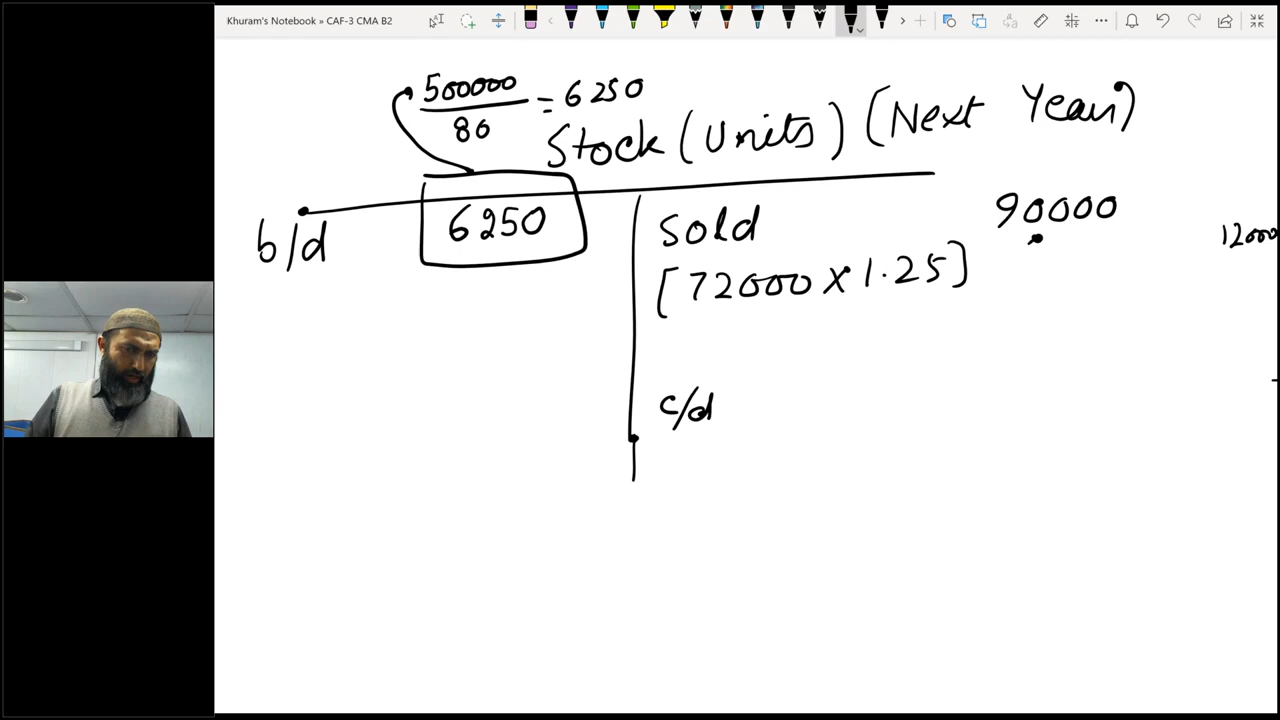 Khuram's Notebook » CAF-3 CMA B2
500000
80
= 6250
Stock (Units) (Next Year)
b/d
6250
Sold
90000
[72000 x 1.25]
12000
c/d